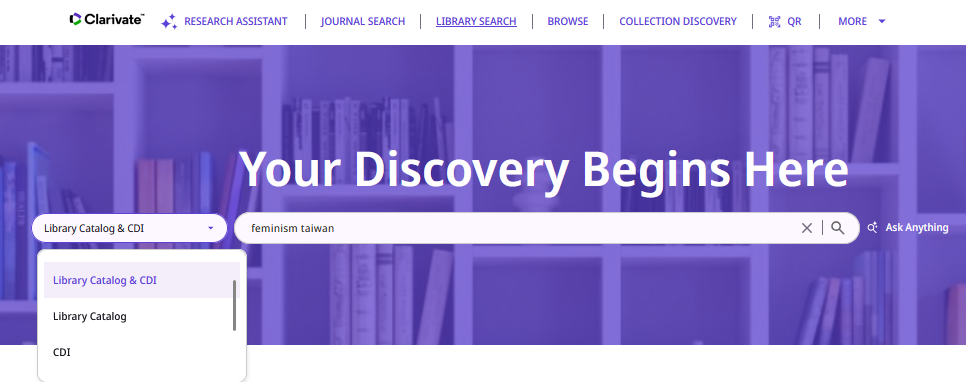 Clarivate™ RESEARCH ASSISTANT JOURNAL SEARCH LIBRARY SEARCH BROWSE COLLECTION DISCOVERY QR MORE
Your Discovery Begins Here
Library Catalog & CDI feminism taiwan Ask Anything
Library Catalog & CDI
Library Catalog
CDI